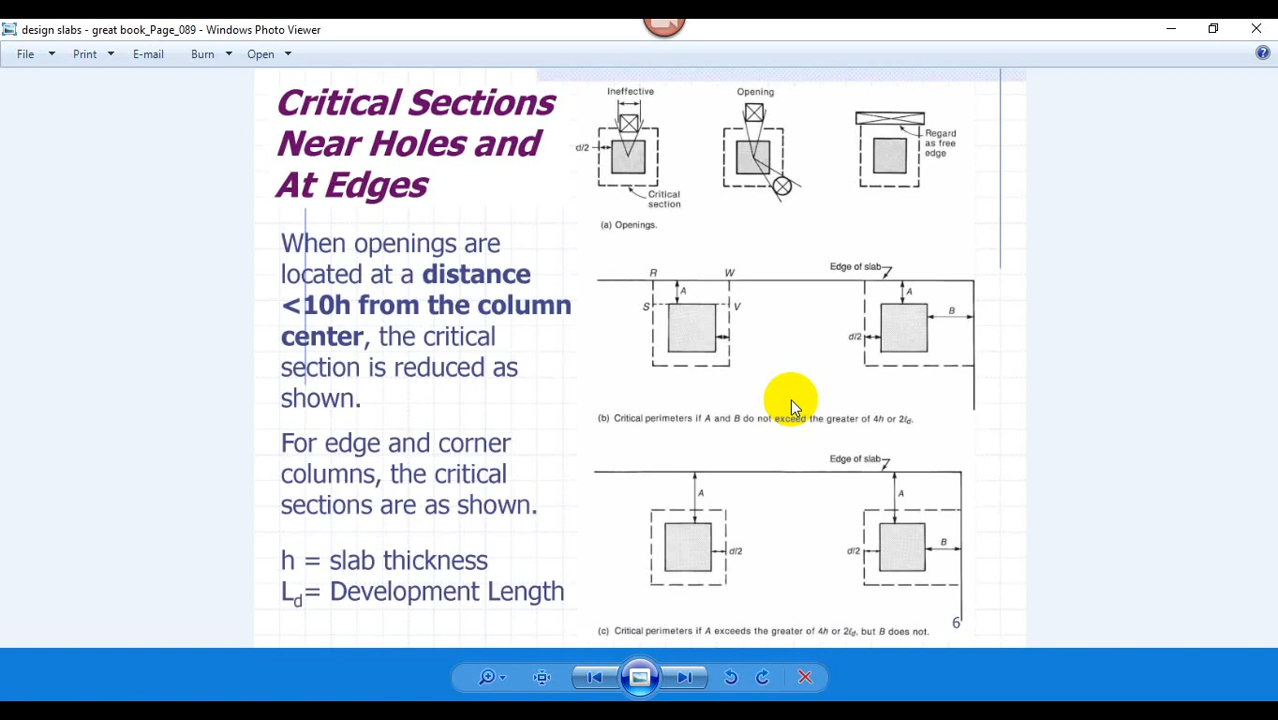 design slabs - great book_Page_089 - Windows Photo Viewer
File Print E-mail Burn Open
Critical Sections
Near Holes and
At Edges
When openings are
located at a distance
<10h from the column
center, the critical
section is reduced as
shown.
For edge and corner
columns, the critical
sections are as shown.
h = slab thickness
Ld= Development Length
Ineffective
Opening
d/2
Critical
section
Regard
as free
edge
(a) Openings.
Edge of slab
R W
A
S V
A
B
d/2
(b) Critical perimeters if A and B do not exceed the greater of 4h or 2ℓd.
Edge of slab
A
A
d/2
d/2
B
6
(c) Critical perimeters if A exceeds the greater of 4h or 2ℓd, but B does not.